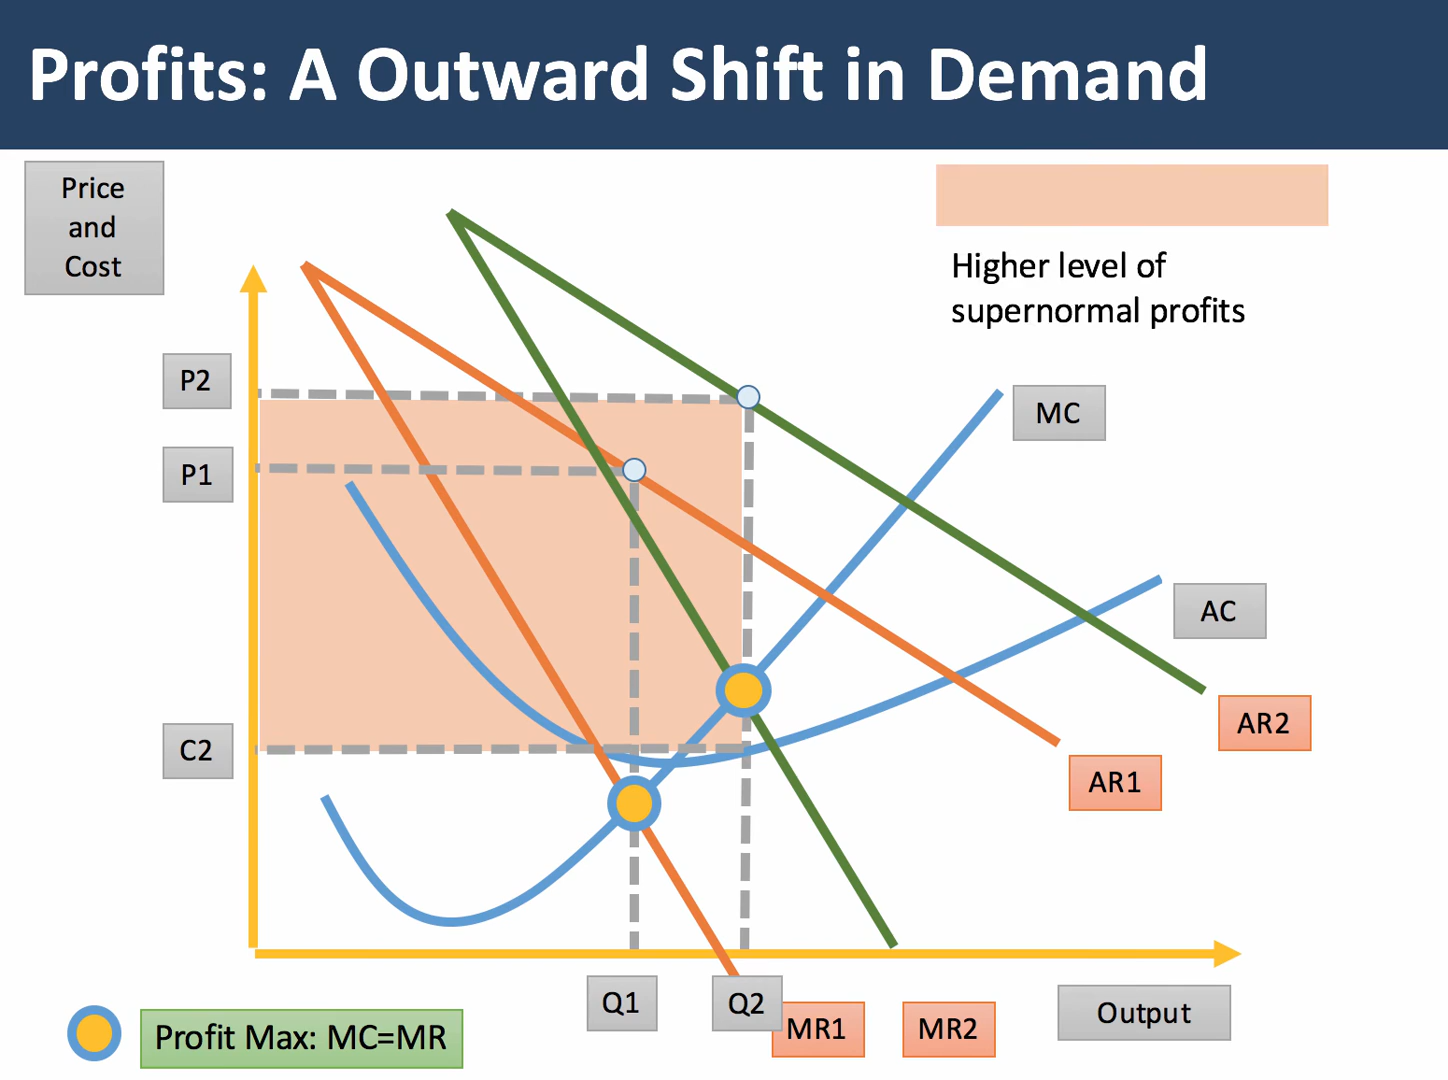 Profits: A Outward Shift in Demand
Price
and
Cost
Higher level of
supernormal profits
P2
MC
P1
AC
AR2
C2
AR1
Q1
Q2
MR1
MR2
Output
Profit Max: MC=MR